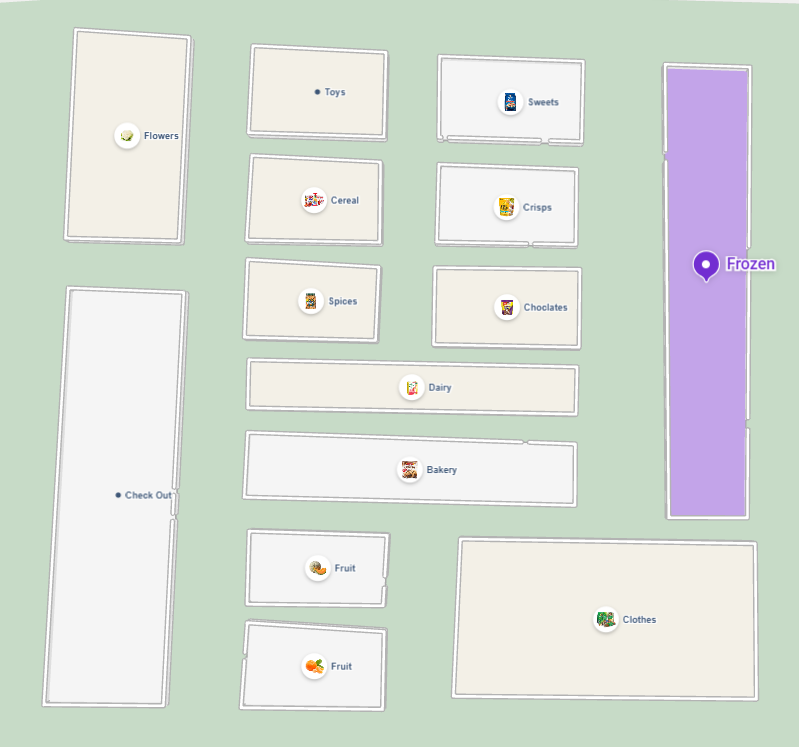 Toys
Sweets
Flowers
Cereal
Crisps
Frozen
Spices
Choclates
Dairy
Bakery
Check Out
Fruit
Clothes
Fruit